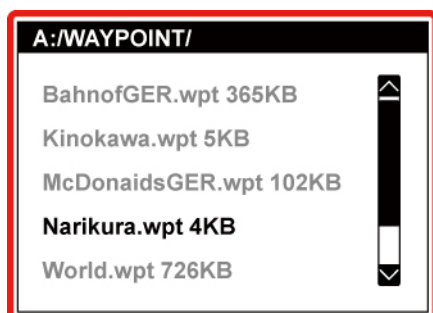 A:/WAYPOINT/
BahnofGER.wpt 365KB
Kinokawa.wpt 5KB
McDonaidsGER.wpt 102KB
Narikura.wpt 4KB
World.wpt 726KB